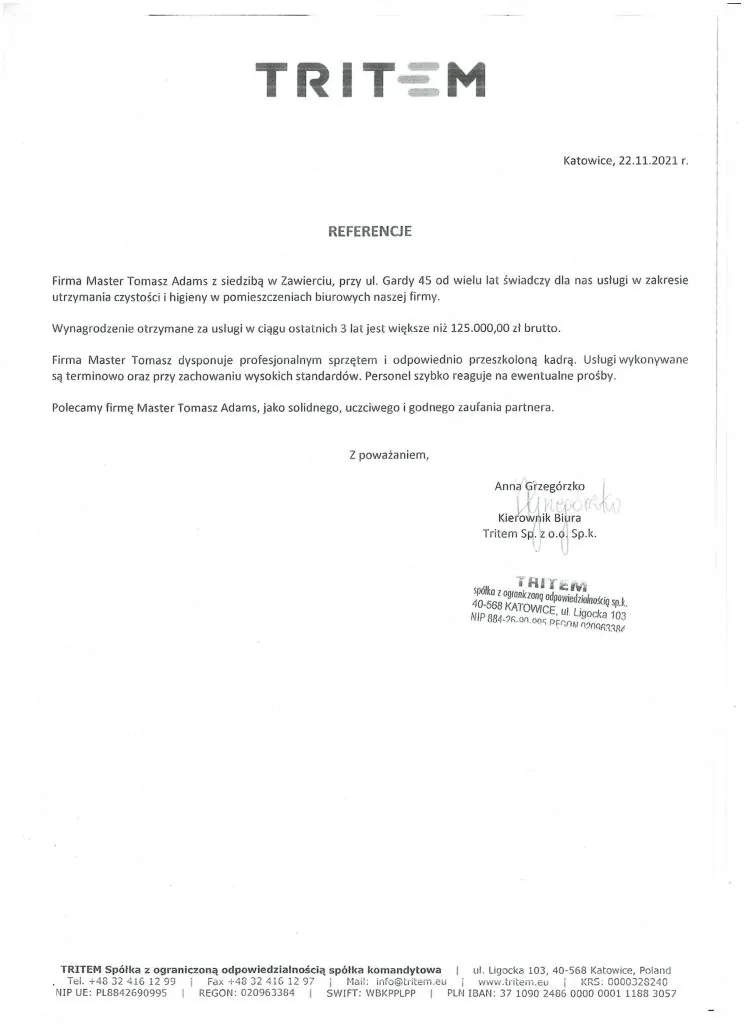 TRITEM
Katowice, 22.11.2021 r.
REFERENCJE
Firma Master Tomasz Adams z siedzibą w Zawierciu, przy ul. Gardy 45 od wielu lat świadczy dla nas usługi w zakresie
utrzymania czystości i higieny w pomieszczeniach biurowych naszej firmy.
Wynagrodzenie otrzymane za usługi w ciągu ostatnich 3 lat jest większe niż 125.000,00 zł brutto.
Firma Master Tomasz dysponuje profesjonalnym sprzętem i odpowiednio przeszkoloną kadrą. Usługi wykonywane
są terminowo oraz przy zachowaniu wysokich standardów. Personel szybko reaguje na ewentualne prośby.
Polecamy firmę Master Tomasz Adams, jako solidnego, uczciwego i godnego zaufania partnera.
Z poważaniem,
Anna Grzegórzko
Kierownik Biura
Tritem Sp. z o.o. Sp.k.
TRITEM
spółka z ograniczoną odpowiedzialnością sp.k.
40-568 KATOWICE, ul. Ligocka 103
NIP 884-26-90-995 REGON 020963384
TRITEM Spółka z ograniczoną odpowiedzialnością spółka komandytowa | ul. Ligocka 103, 40-568 Katowice, Poland
Tel. +48 32 416 12 99 | Fax +48 32 416 12 97 | Mail: info@tritem.eu | www.tritem.eu | KRS: 0000328240
NIP UE: PL8842690995 | REGON: 020963384 | SWIFT: WBKPPLPP | PLN IBAN: 37 1090 2486 0000 0001 1188 3057